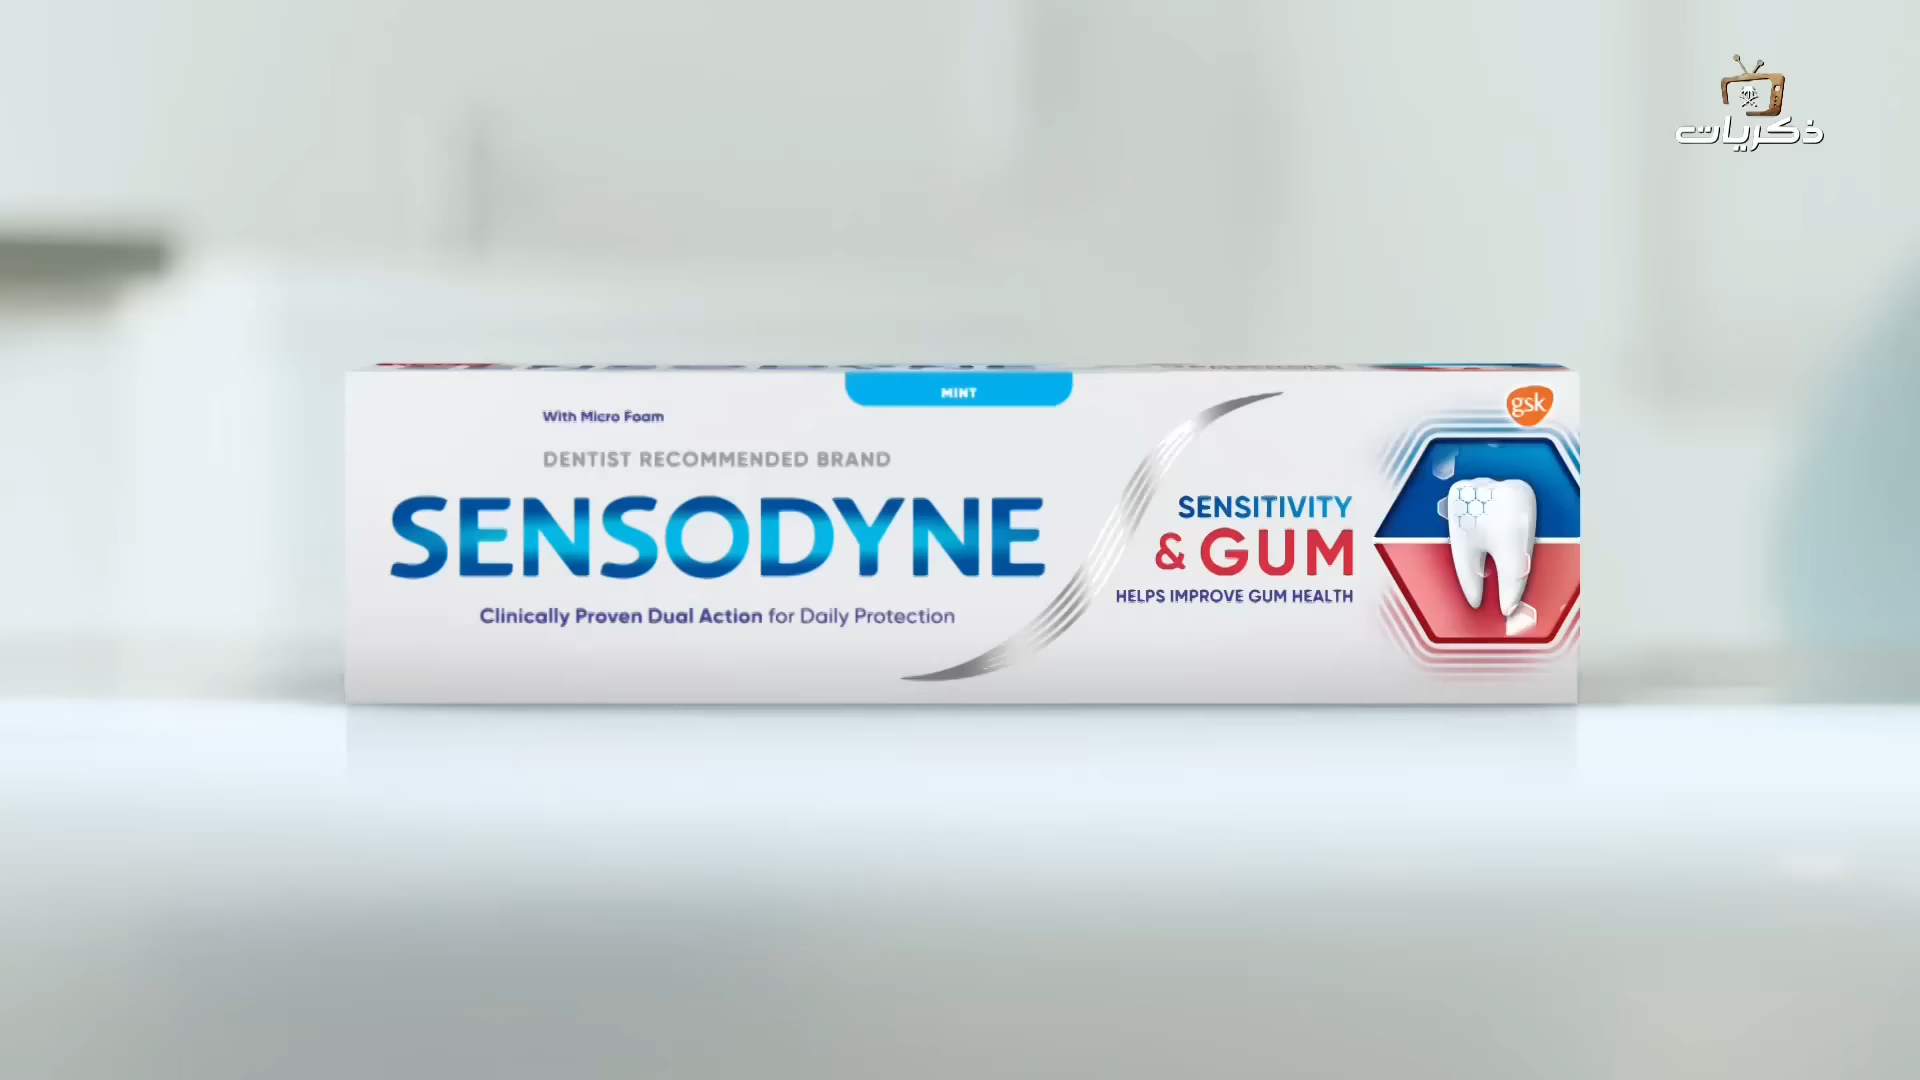 ذكريات
MINT
With Micro Foam
gsk
DENTIST RECOMMENDED BRAND
SENSODYNE
Clinically Proven Dual Action for Daily Protection
SENSITIVITY
& GUM
HELPS IMPROVE GUM HEALTH